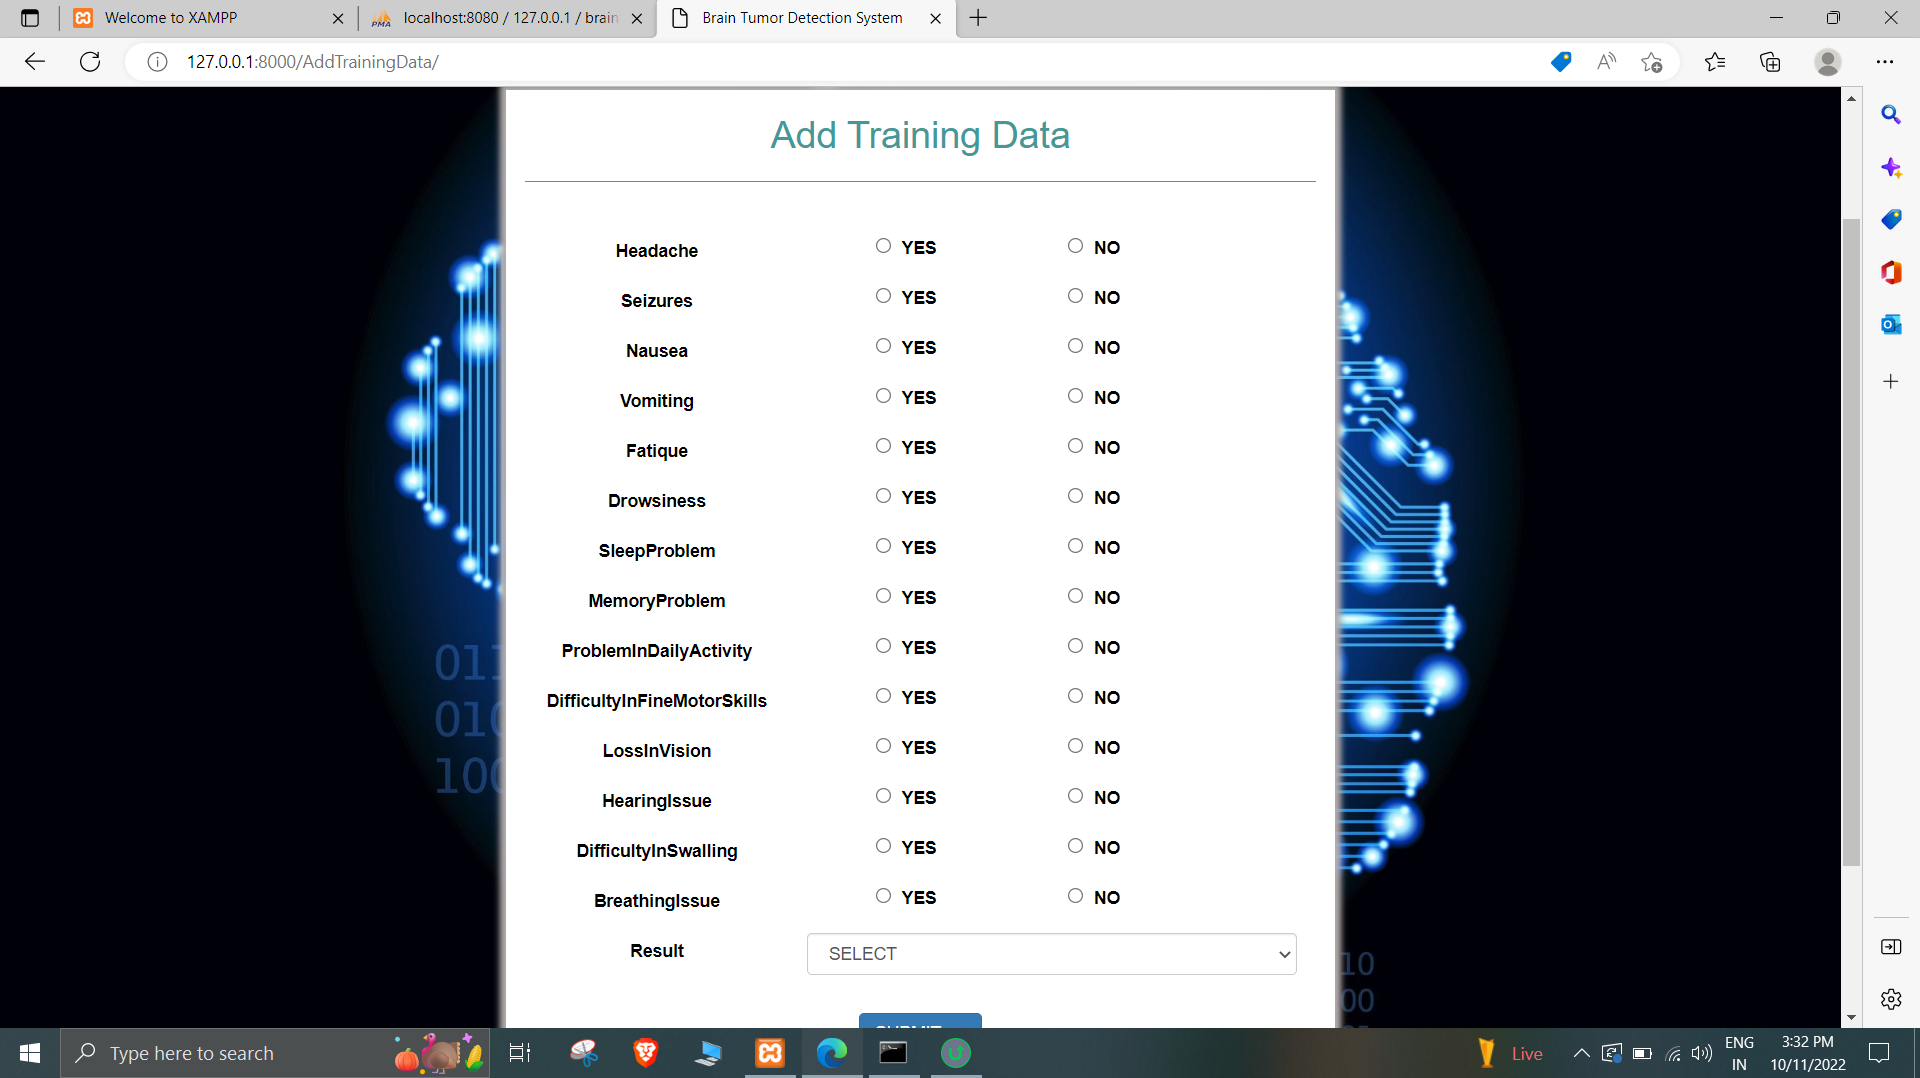 Welcome to XAMPP
localhost:8080 / 127.0.0.1 / brain
Brain Tumor Detection System
127.0.0.1:8000/AddTrainingData/
Add Training Data
Headache YES NO
Seizures YES NO
Nausea YES NO
Vomiting YES NO
Fatique YES NO
Drowsiness YES NO
SleepProblem YES NO
MemoryProblem YES NO
ProblemInDailyActivity YES NO
DifficultyInFineMotorSkills YES NO
LossInVision YES NO
HearingIssue YES NO
DifficultyInSwalling YES NO
BreathingIssue YES NO
Result SELECT
SUBMIT
011
010
100
10
00
Type here to search
Live
ENG
IN
3:32 PM
10/11/2022